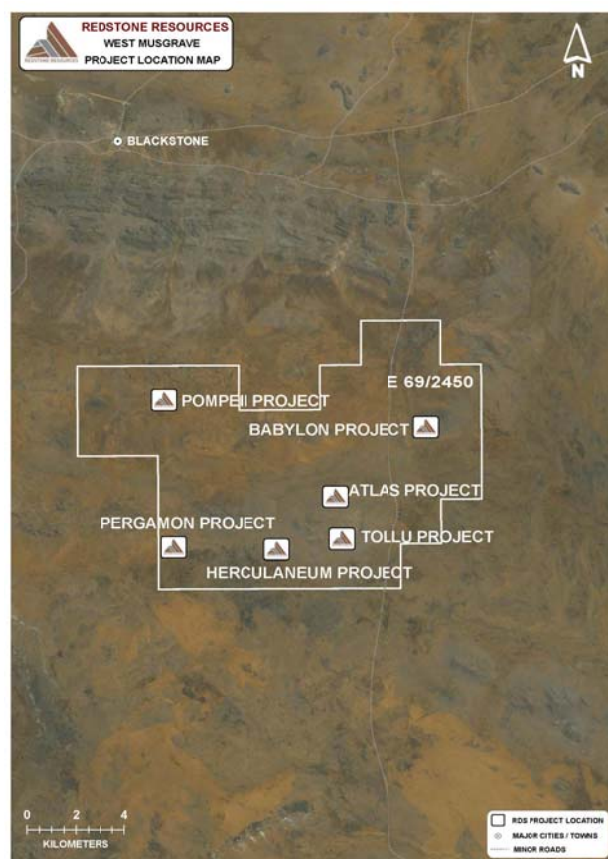 REDSTONE RESOURCES
WEST MUSGRAVE
PROJECT LOCATION MAP
REDSTONE RESOURCES
N
BLACKSTONE
E 69/2450
POMPEII PROJECT
BABYLON PROJECT
ATLAS PROJECT
PERGAMON PROJECT
TOLLU PROJECT
HERCULANEUM PROJECT
0 2 4
KILOMETERS
RDS PROJECT LOCATION
MAJOR CITIES / TOWNS
MINOR ROADS